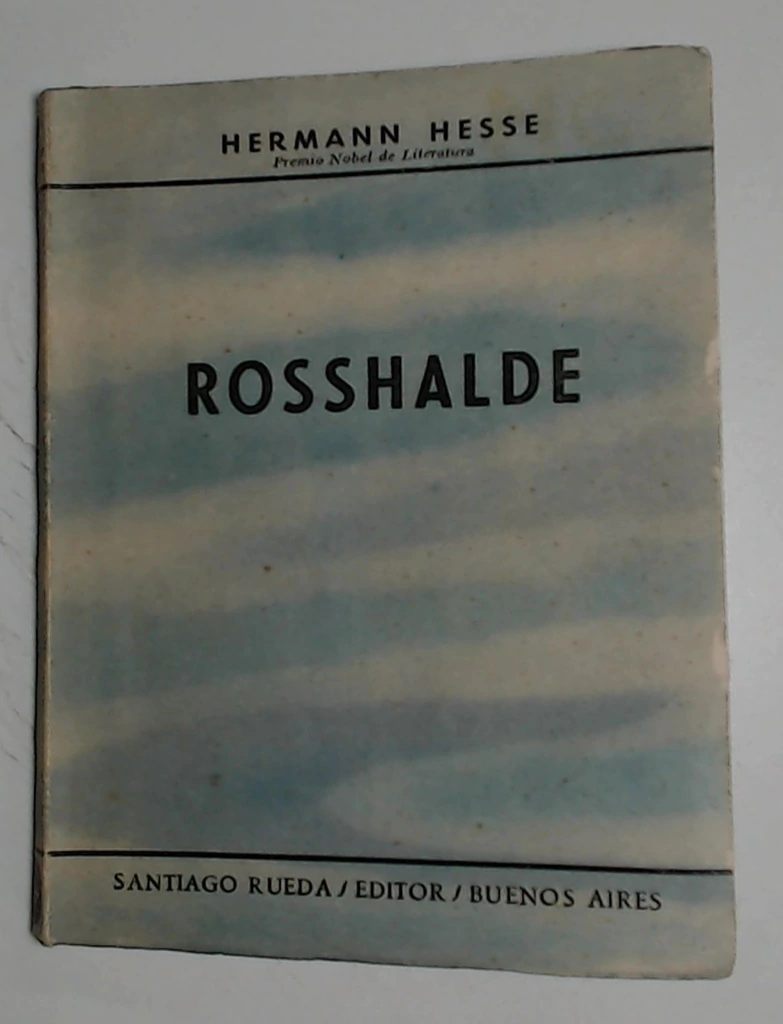 HERMANN HESSE
Premio Nobel de Literatura
ROSSHALDE
SANTIAGO RUEDA / EDITOR / BUENOS AIRES